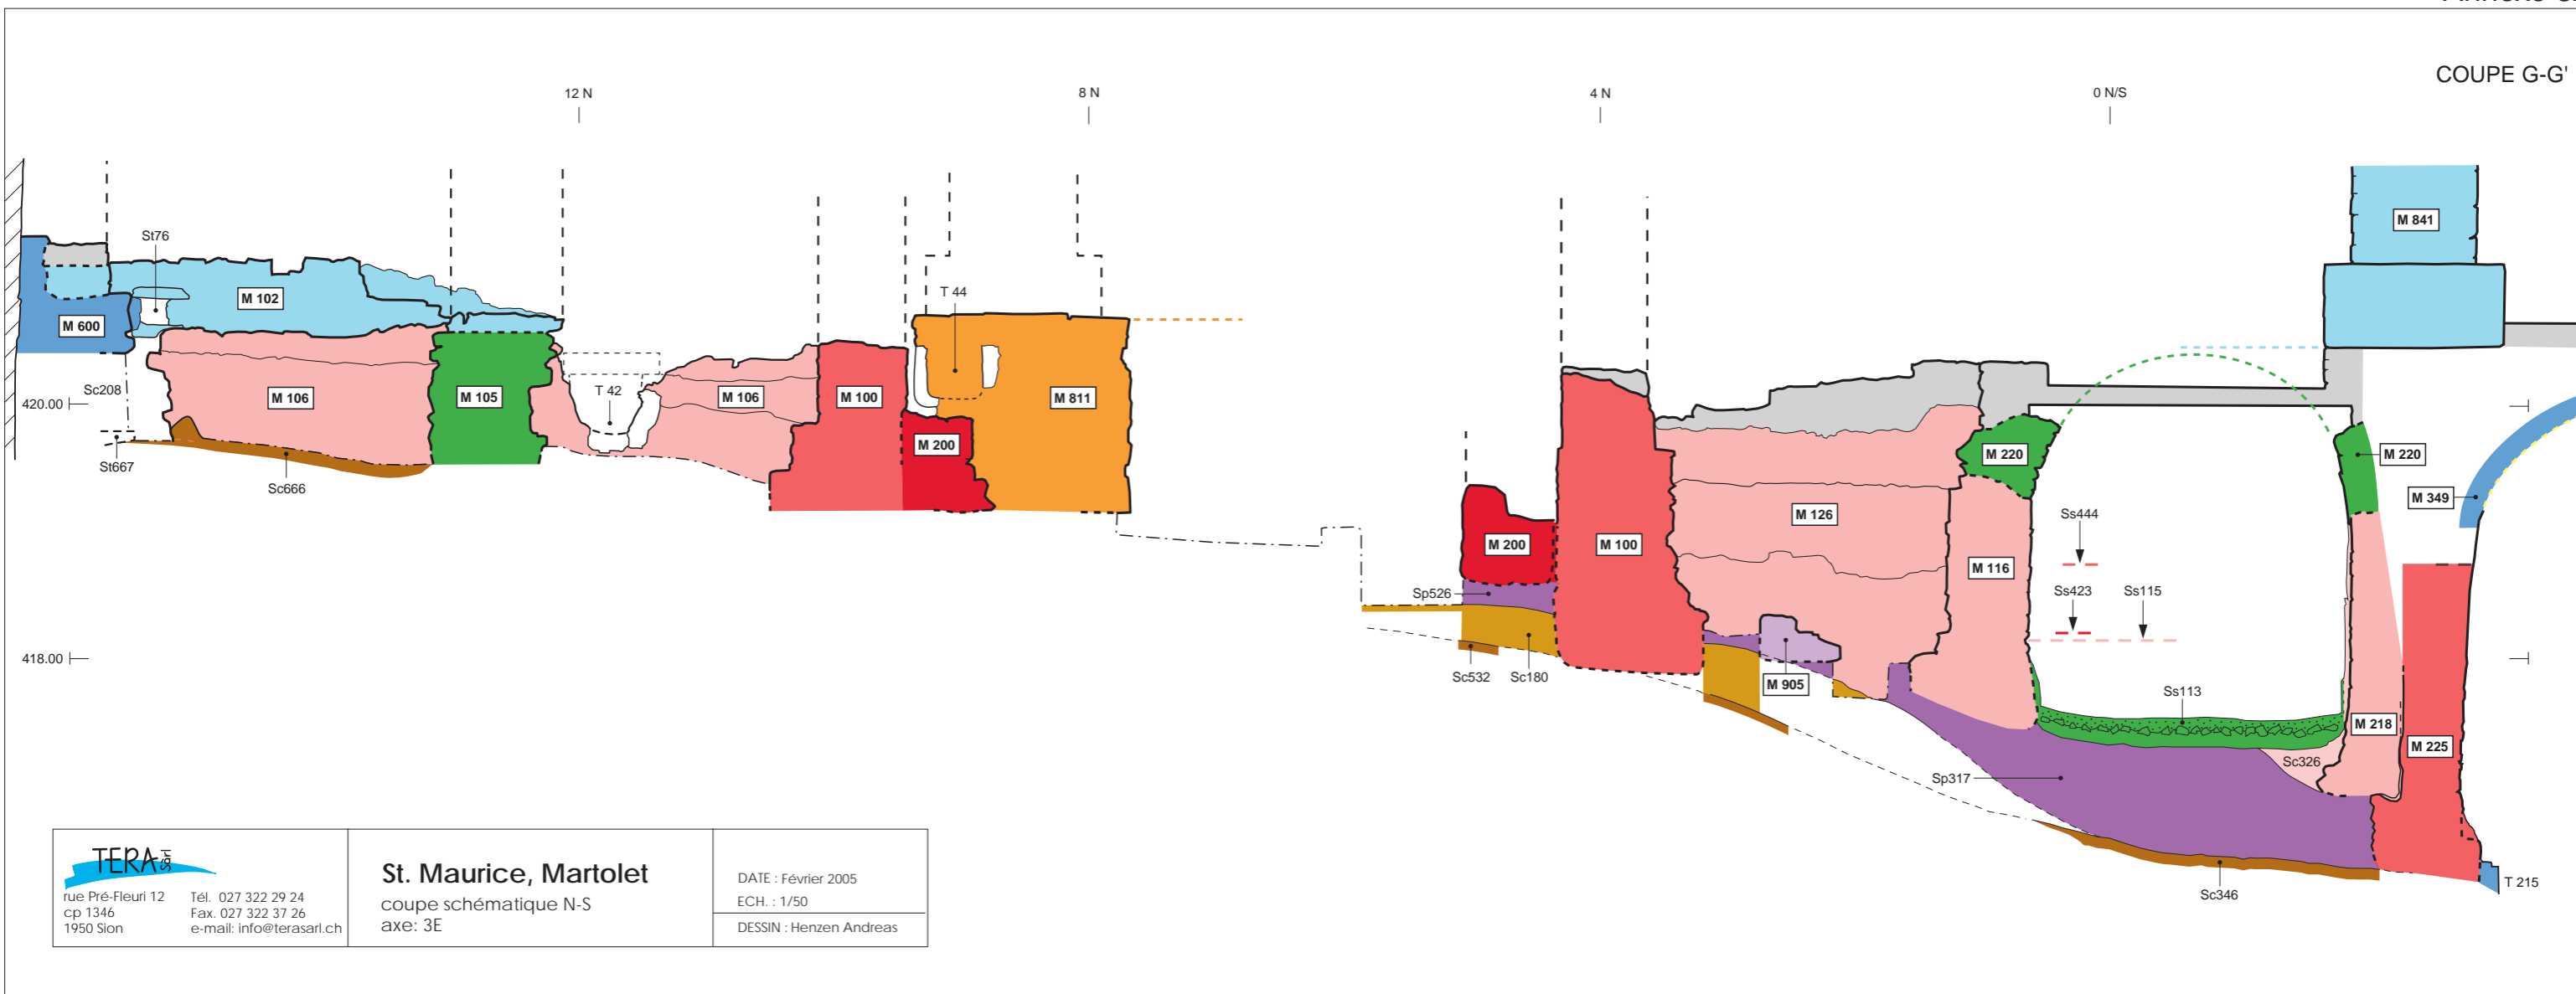 COUPE G-G'
12 N
8 N
4 N
0 N/S
St76
M 841
T 44
M 102
M 600
T 42
Sc208
420.00
M 106
M 105
M 106
M 100
M 811
M 200
M 220
M 220
St667
Sc666
M 349
M 126
Ss444
M 200
M 100
M 116
Sp526
Ss423
Ss115
418.00
Sc532
Sc180
M 905
Ss113
M 218
M 225
Sc326
Sp317
T 215
Sc346
TERA Sàrl
rue Pré-Fleuri 12
cp 1346
1950 Sion
Tél. 027 322 29 24
Fax. 027 322 37 26
e-mail: info@terasarl.ch
St. Maurice, Martolet
coupe schématique N-S
axe: 3E
DATE : Février 2005
ECH. : 1/50
DESSIN : Henzen Andreas